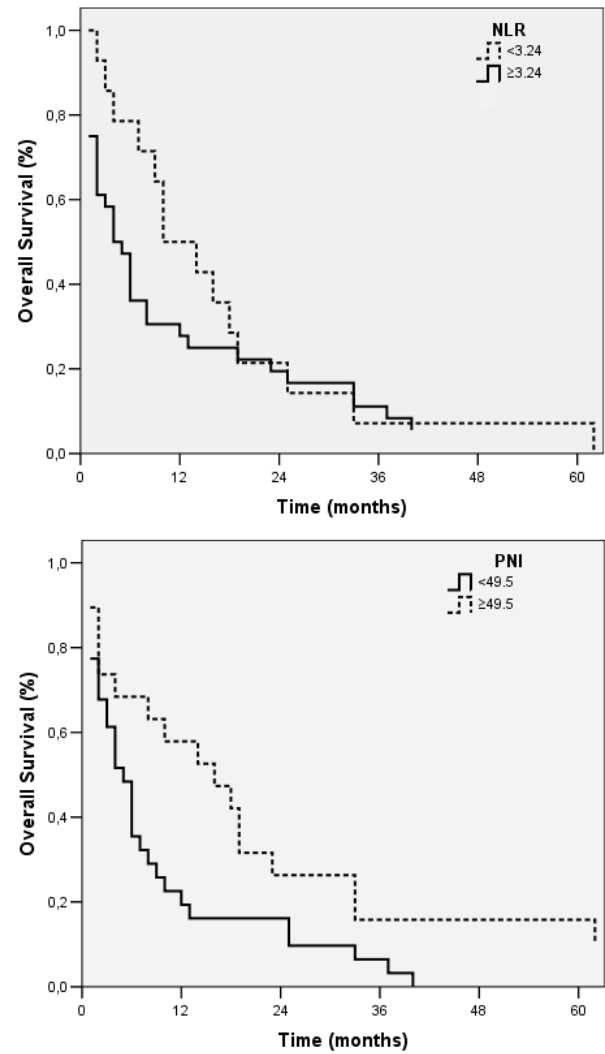 NLR
<3.24
≥3.24
1,0
0,8
0,6
0,4
0,2
0,0
Overall Survival (%)
0 12 24 36 48 60
Time (months)
PNI
<49.5
≥49.5
1,0
0,8
0,6
0,4
0,2
0,0
Overall Survival (%)
0 12 24 36 48 60
Time (months)